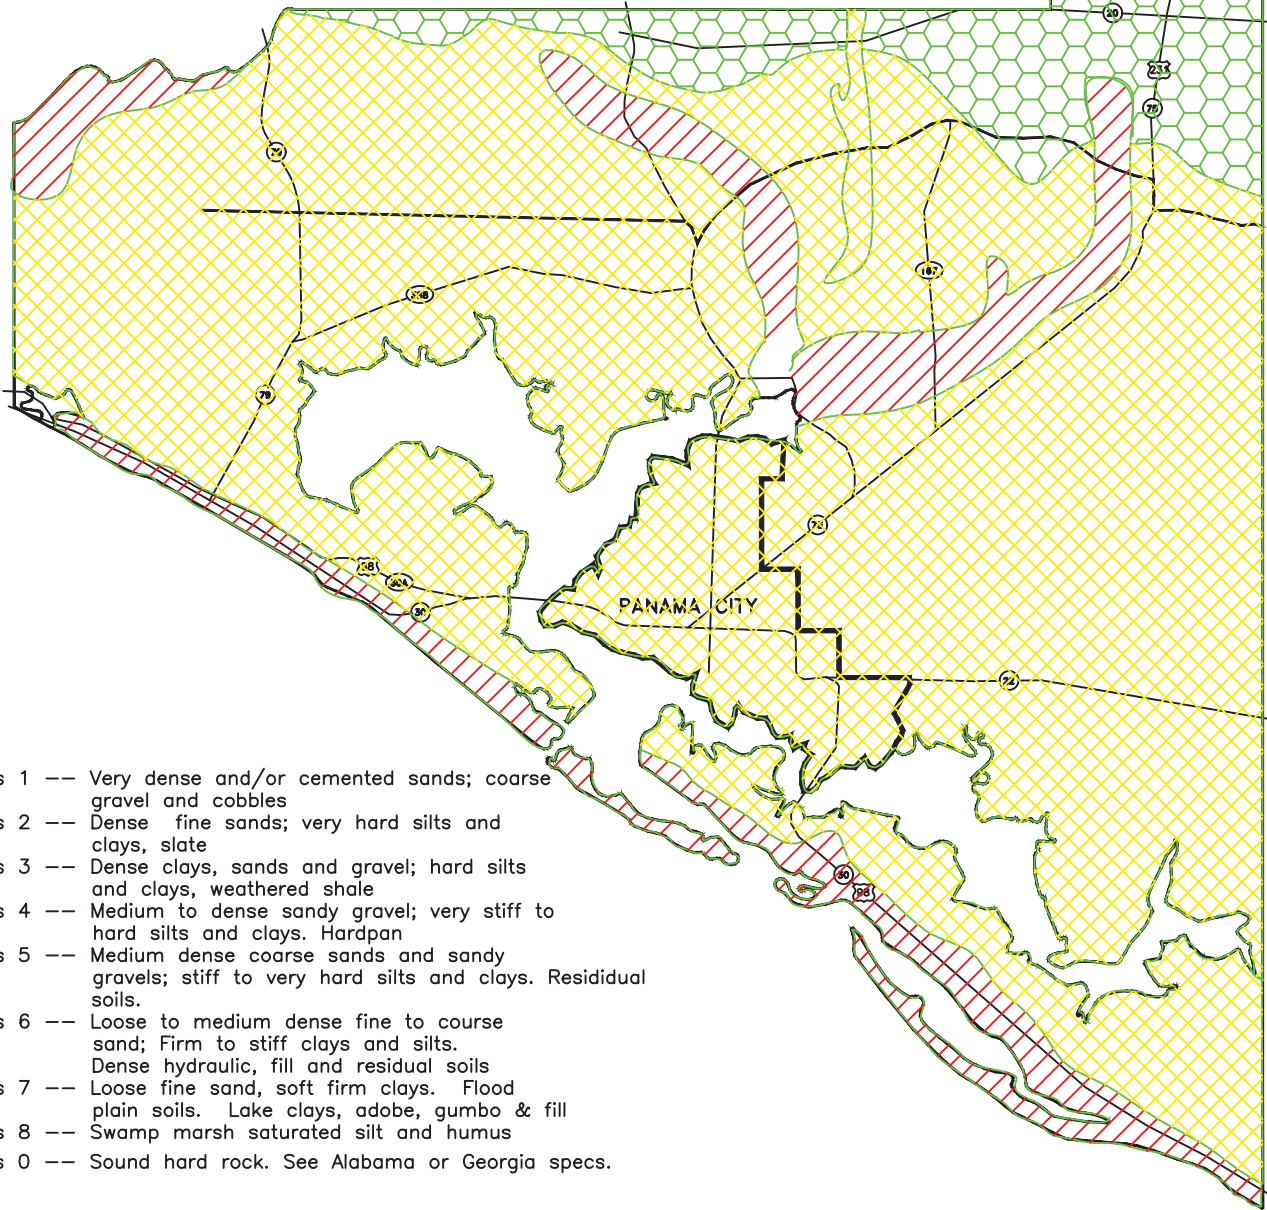 20
231
75
79
167
388
79
75
98
30A
30
PANAMA CITY
22
s 1 -- Very dense and/or cemented sands; coarse
gravel and cobbles
s 2 -- Dense fine sands; very hard silts and
clays, slate
s 3 -- Dense clays, sands and gravel; hard silts
and clays, weathered shale
30
98
s 4 -- Medium to dense sandy gravel; very stiff to
hard silts and clays. Hardpan
s 5 -- Medium dense coarse sands and sandy
gravels; stiff to very hard silts and clays. Resididual
soils.
s 6 -- Loose to medium dense fine to course
sand; Firm to stiff clays and silts.
Dense hydraulic, fill and residual soils
s 7 -- Loose fine sand, soft firm clays. Flood
plain soils. Lake clays, adobe, gumbo & fill
s 8 -- Swamp marsh saturated silt and humus
s 0 -- Sound hard rock. See Alabama or Georgia specs.